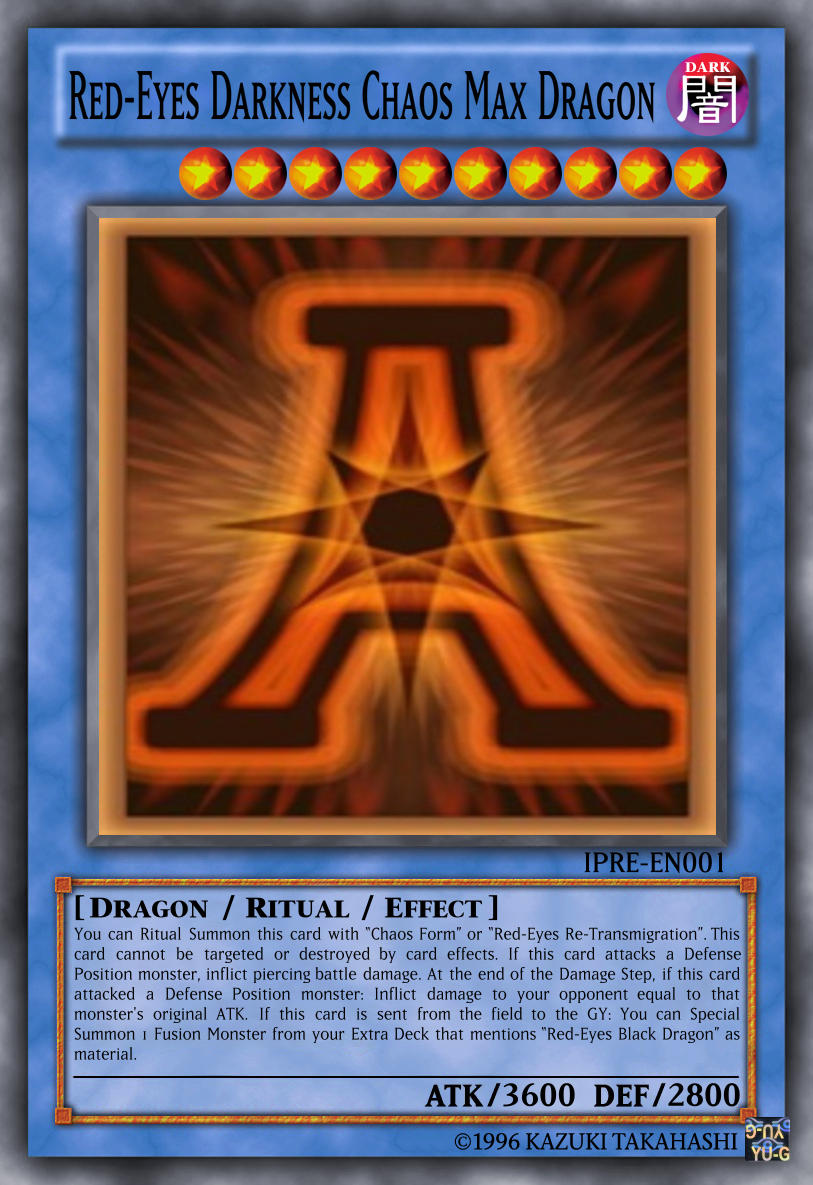 Red-Eyes Darkness Chaos Max Dragon
DARK
闇
A
IPRE-EN001
[ Dragon / Ritual / Effect ]
You can Ritual Summon this card with "Chaos Form" or "Red-Eyes Re-Transmigration". This
card cannot be targeted or destroyed by card effects. If this card attacks a Defense
Position monster, inflict piercing battle damage. At the end of the Damage Step, if this card
attacked a Defense Position monster: Inflict damage to your opponent equal to that
monster's original ATK. If this card is sent from the field to the GY: You can Special
Summon 1 Fusion Monster from your Extra Deck that mentions "Red-Eyes Black Dragon" as
material.
ATK/3600 DEF/2800
©1996 KAZUKI TAKAHASHI
YU-G
YU-G